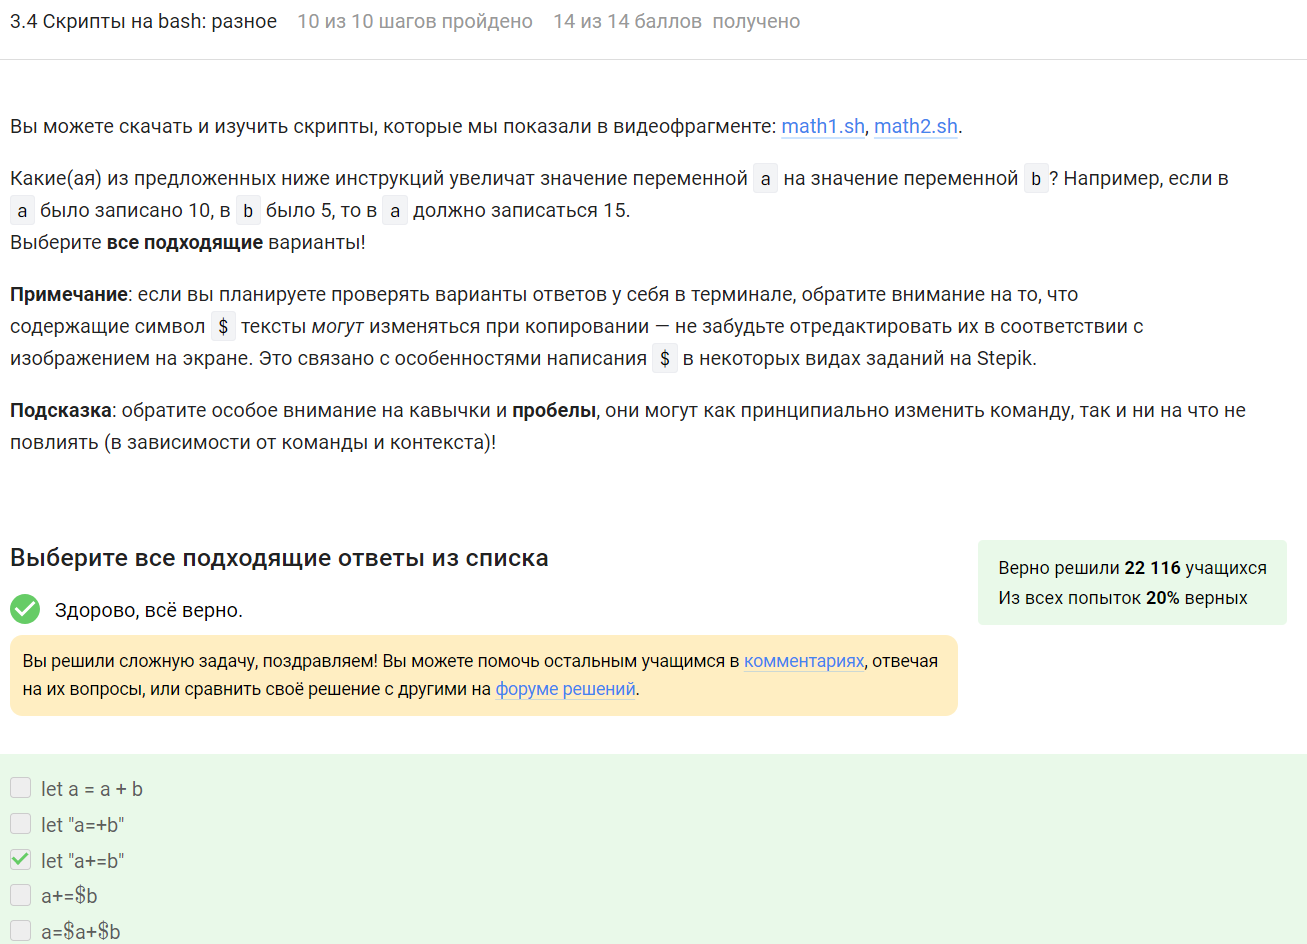 3.4 Скрипты на bash: разное 10 из 10 шагов пройдено 14 из 14 баллов получено
Вы можете скачать и изучить скрипты, которые мы показали в видеофрагменте: math1.sh, math2.sh.
Какие(ая) из предложенных ниже инструкций увеличат значение переменной a на значение переменной b? Например, если в
a было записано 10, в b было 5, то в a должно записаться 15.
Выберите все подходящие варианты!
Примечание: если вы планируете проверять варианты ответов у себя в терминале, обратите внимание на то, что
содержащие символ $ тексты могут изменяться при копировании — не забудьте отредактировать их в соответствии с
изображением на экране. Это связано с особенностями написания $ в некоторых видах заданий на Stepik.
Подсказка: обратите особое внимание на кавычки и пробелы, они могут как принципиально изменить команду, так и ни на что не
повлиять (в зависимости от команды и контекста)!
Выберите все подходящие ответы из списка
Верно решили 22 116 учащихся
Из всех попыток 20% верных
Здорово, всё верно.
Вы решили сложную задачу, поздравляем! Вы можете помочь остальным учащимся в комментариях, отвечая
на их вопросы, или сравнить своё решение с другими на форуме решений.
let a = a + b
let "a=+b"
let "a+=b"
a+=$b
a=$a+$b